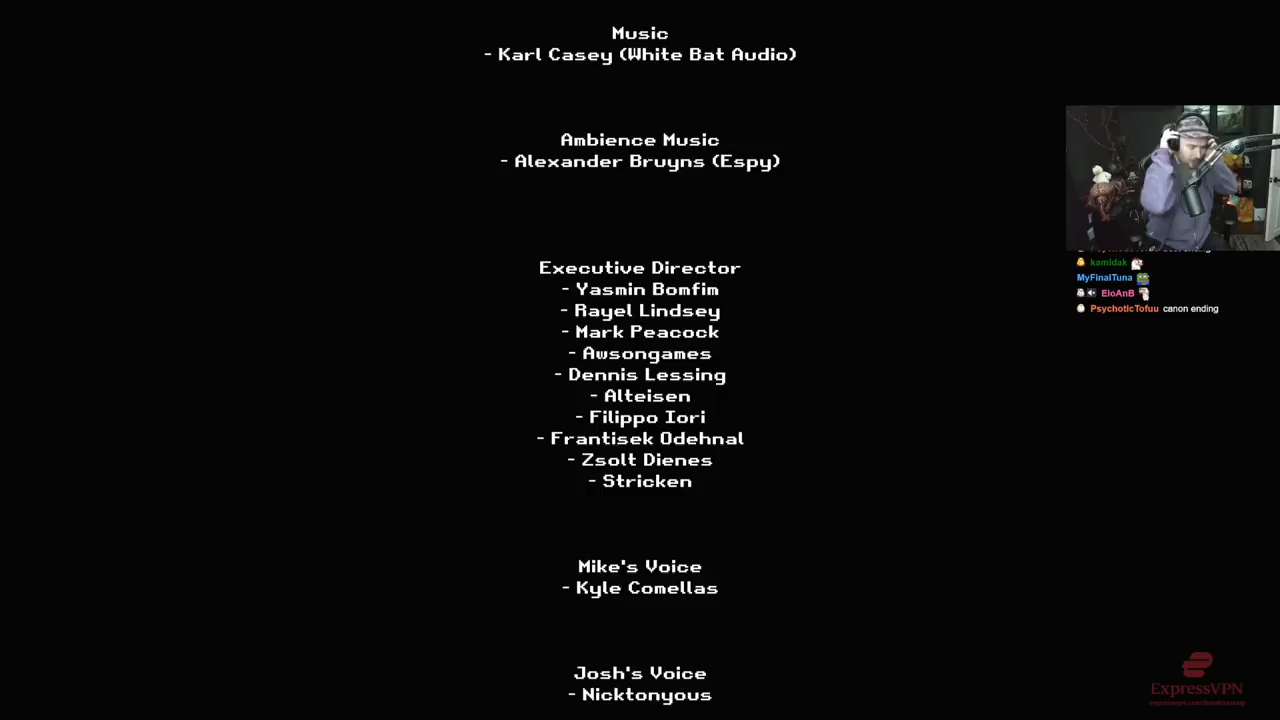 Music
- Karl Casey (White Bat Audio)
Ambience Music
- Alexander Bruyns (Espy)
Executive Director
- Yasmin Bomfim
- Rayel Lindsey
- Mark Peacock
- Awsongames
- Dennis Lessing
- Alteisen
- Filippo Iori
- Frantisek Odehnal
- Zsolt Dienes
- Stricken
Mike's Voice
- Kyle Comellas
Josh's Voice
- Nicktonyous
kamidak
MyFinalTuna
EloAnB
PsychoticTofuu canon ending
ExpressVPN